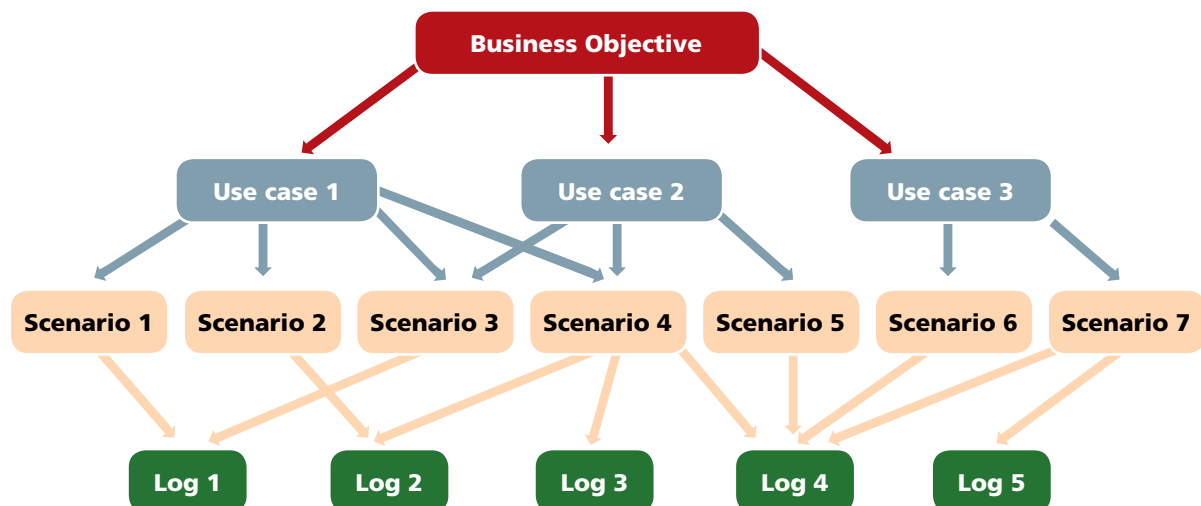 Business Objective
Use case 1
Use case 2
Use case 3
Scenario 1
Scenario 2
Scenario 3
Scenario 4
Scenario 5
Scenario 6
Scenario 7
Log 1
Log 2
Log 3
Log 4
Log 5